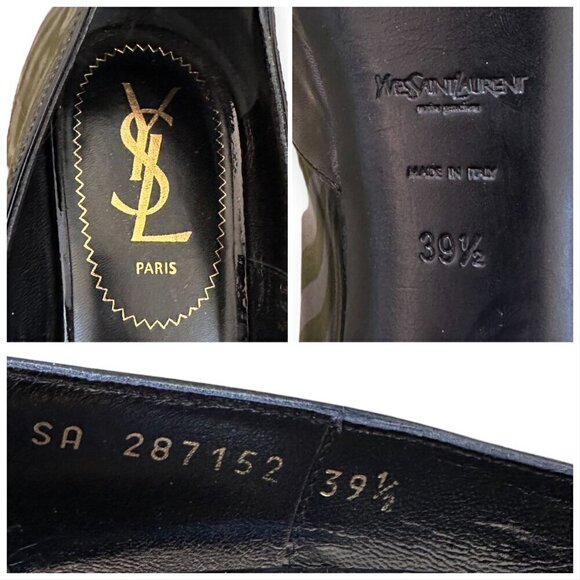 YSL
PARIS
YVESSAINTLAURENT
MADE IN ITALY
39½
SA 287152 39½